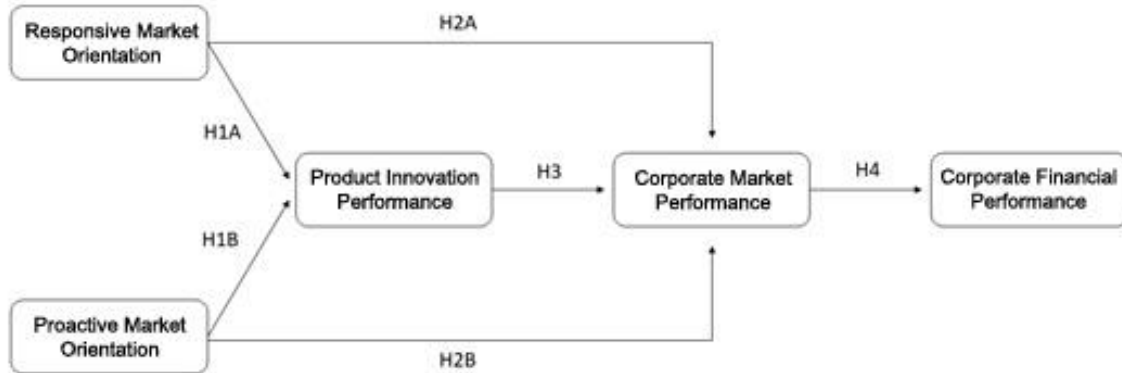 Responsive Market
Orientation
H2A
H1A
Product Innovation
Performance
H3
Corporate Market
Performance
H4
Corporate Financial
Performance
H1B
Proactive Market
Orientation
H2B